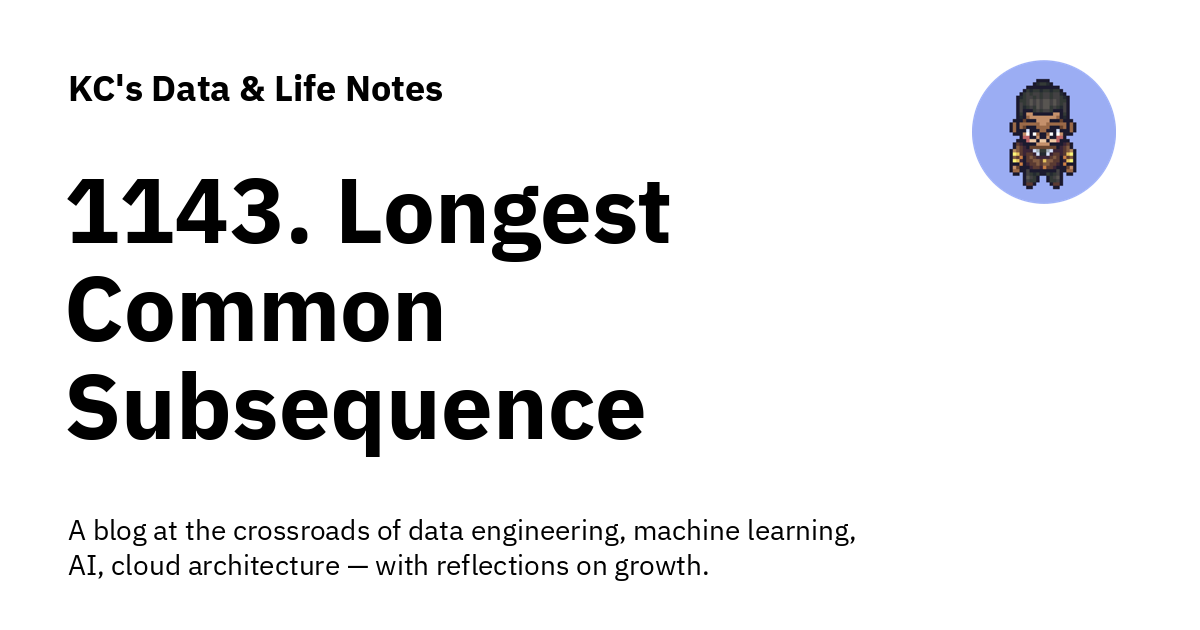 KC's Data & Life Notes
1143. Longest
Common
Subsequence
A blog at the crossroads of data engineering, machine learning,
AI, cloud architecture — with reflections on growth.